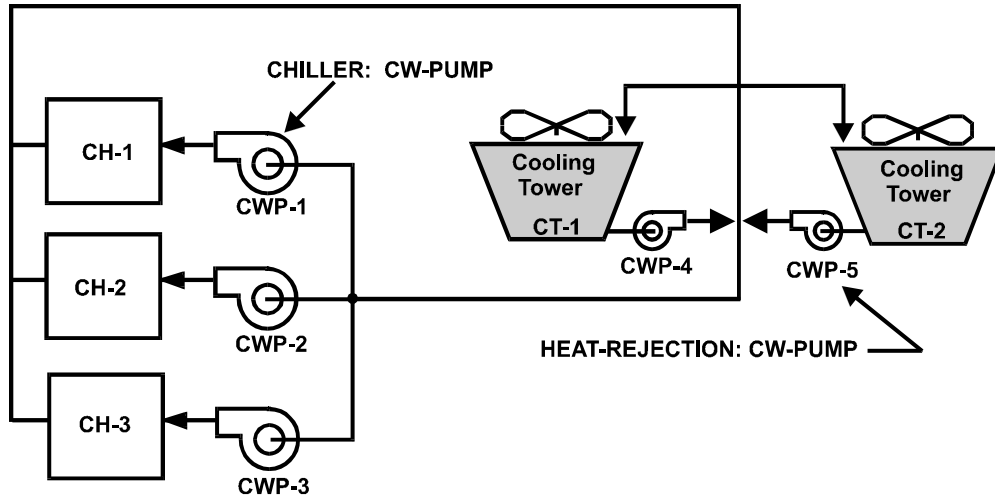 CHILLER: CW-PUMP
CH-1
CWP-1
CH-2
CWP-2
CH-3
CWP-3
Cooling
Tower
CT-1
CWP-4
Cooling
Tower
CT-2
CWP-5
HEAT-REJECTION: CW-PUMP